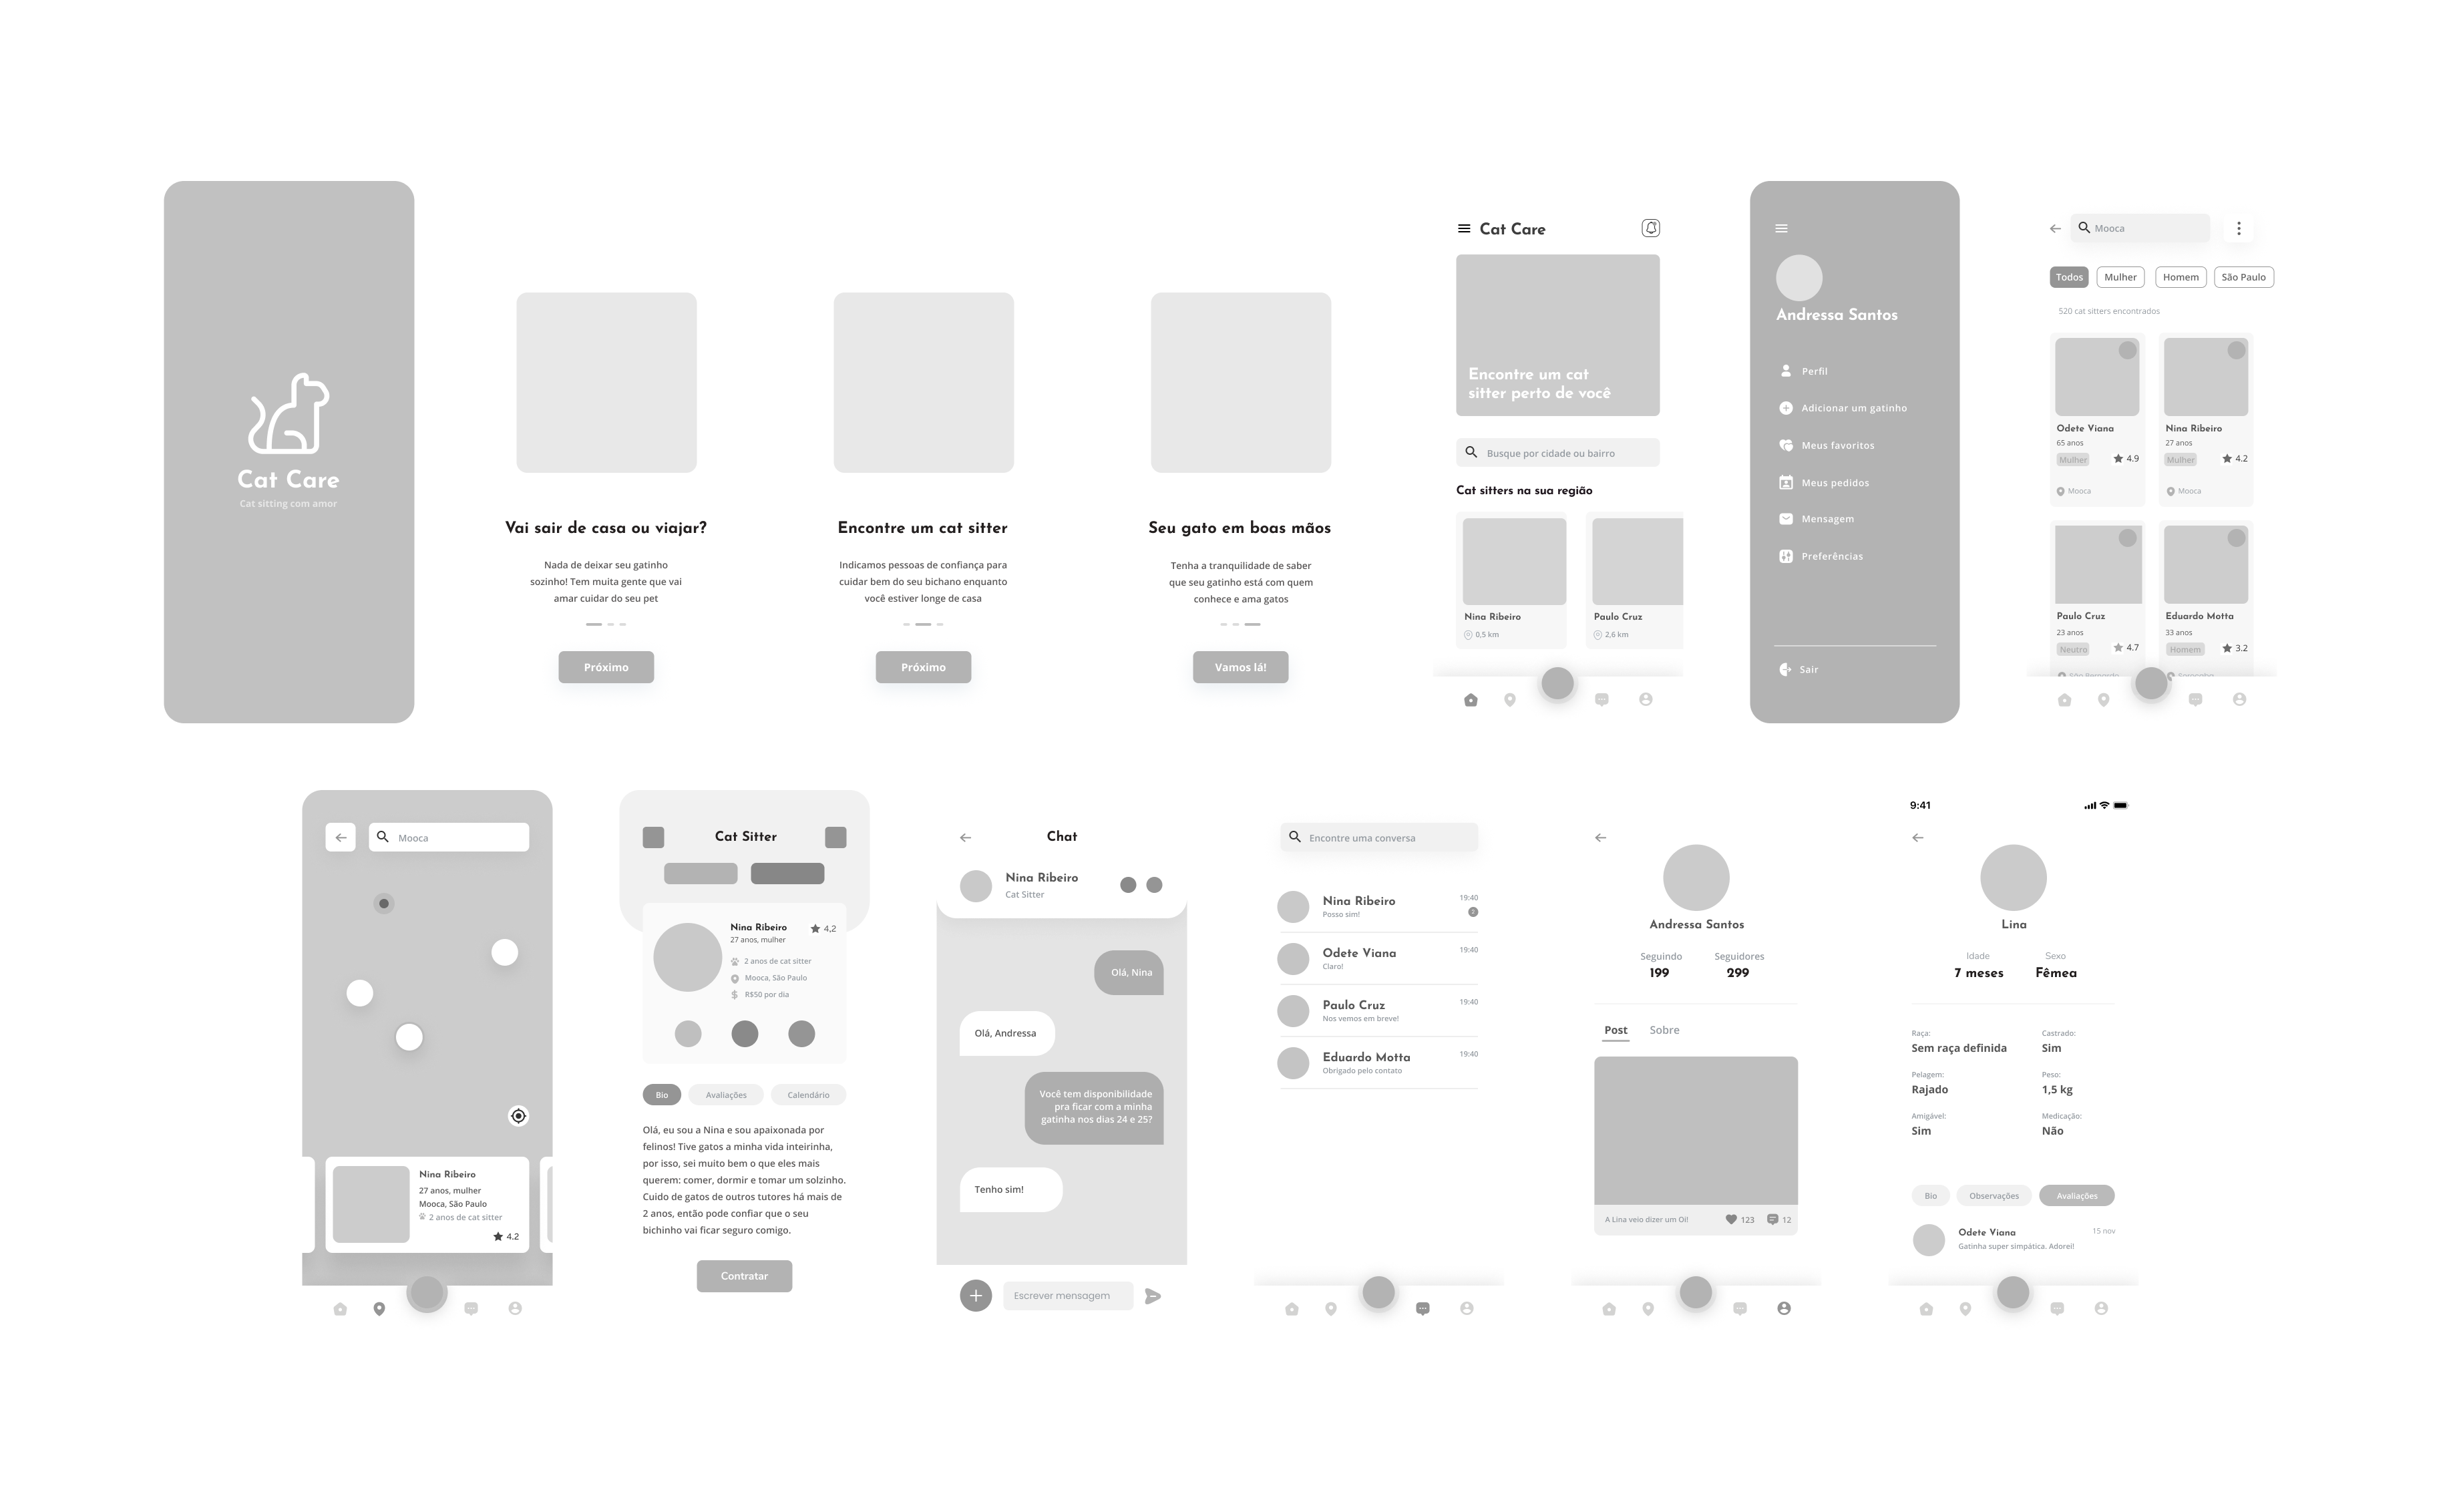 Cat Care
Cat sitting com amor
Vai sair de casa ou viajar?
Nada de deixar seu gatinho
sozinho! Tem muita gente que vai
amar cuidar do seu pet
Próximo
Encontre um cat sitter
Indicamos pessoas de confiança para
cuidar bem do seu bichano enquanto
você estiver longe de casa
Próximo
Seu gato em boas mãos
Tenha a tranquilidade de saber
que seu gatinho está com quem
conhece e ama gatos
Vamos lá!
Cat Care
Encontre um cat
sitter perto de você
Busque por cidade ou bairro
Cat sitters na sua região
Nina Ribeiro
0,5 km
Paulo Cruz
2,6 km
Andressa Santos
Perfil
Adicionar um gatinho
Meus favoritos
Meus pedidos
Mensagem
Preferências
Sair
Mooca
Todos
Mulher
Homem
São Paulo
520 cat sitters encontrados
Odete Viana
65 anos
Mulher
4.9
Mooca
Nina Ribeiro
27 anos
Mulher
4.2
Mooca
Paulo Cruz
23 anos
Neutro
4.7
Eduardo Motta
33 anos
Homem
3.2
Mooca
Nina Ribeiro
27 anos, mulher
Mooca, São Paulo
2 anos de cat sitter
4.2
Cat Sitter
Nina Ribeiro
4,2
27 anos, mulher
2 anos de cat sitter
Mooca, São Paulo
R$50 por dia
Bio
Avaliações
Calendário
Olá, eu sou a Nina e sou apaixonada por
felinos! Tive gatos a minha vida inteirinha,
por isso, sei muito bem o que eles mais
querem: comer, dormir e tomar um solzinho.
Cuido de gatos de outros tutores há mais de
2 anos, então pode confiar que o seu
bichinho vai ficar seguro comigo.
Contratar
Chat
Nina Ribeiro
Cat Sitter
Olá, Nina
Olá, Andressa
Você tem disponibilidade
pra ficar com a minha
gatinha nos dias 24 e 25?
Tenho sim!
Escrever mensagem
Encontre uma conversa
Nina Ribeiro
19:40
Posso sim!
2
Odete Viana
19:40
Claro!
Paulo Cruz
19:40
Nos vemos em breve!
Eduardo Motta
19:40
Obrigado pelo contato
Andressa Santos
Seguindo
199
Seguidores
299
Post
Sobre
A Lina veio dizer um Oi!
123
12
9:41
Lina
Idade
7 meses
Sexo
Fêmea
Raça:
Sem raça definida
Castrado:
Sim
Pelagem:
Rajado
Peso:
1,5 kg
Amigável:
Sim
Medicação:
Não
Bio
Observações
Avaliações
Odete Viana
15 nov
Gatinha super simpática. Adorei!